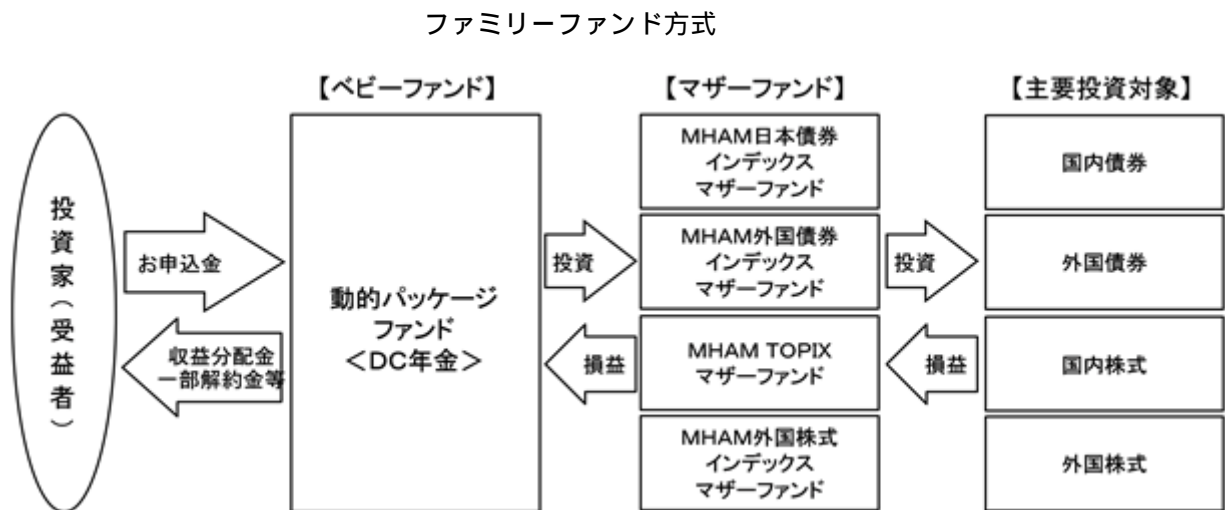 ファミリーファンド方式
【ベビーファンド】
【マザーファンド】
【主要投資対象】
投資家(受益者)
お申込金
収益分配金
一部解約金等
動的パッケージ
ファンド
＜DC年金＞
投資
損益
MHAM日本債券
インデックス
マザーファンド
MHAM外国債券
インデックス
マザーファンド
MHAM TOPIX
マザーファンド
MHAM外国株式
インデックス
マザーファンド
投資
損益
国内債券
外国債券
国内株式
外国株式